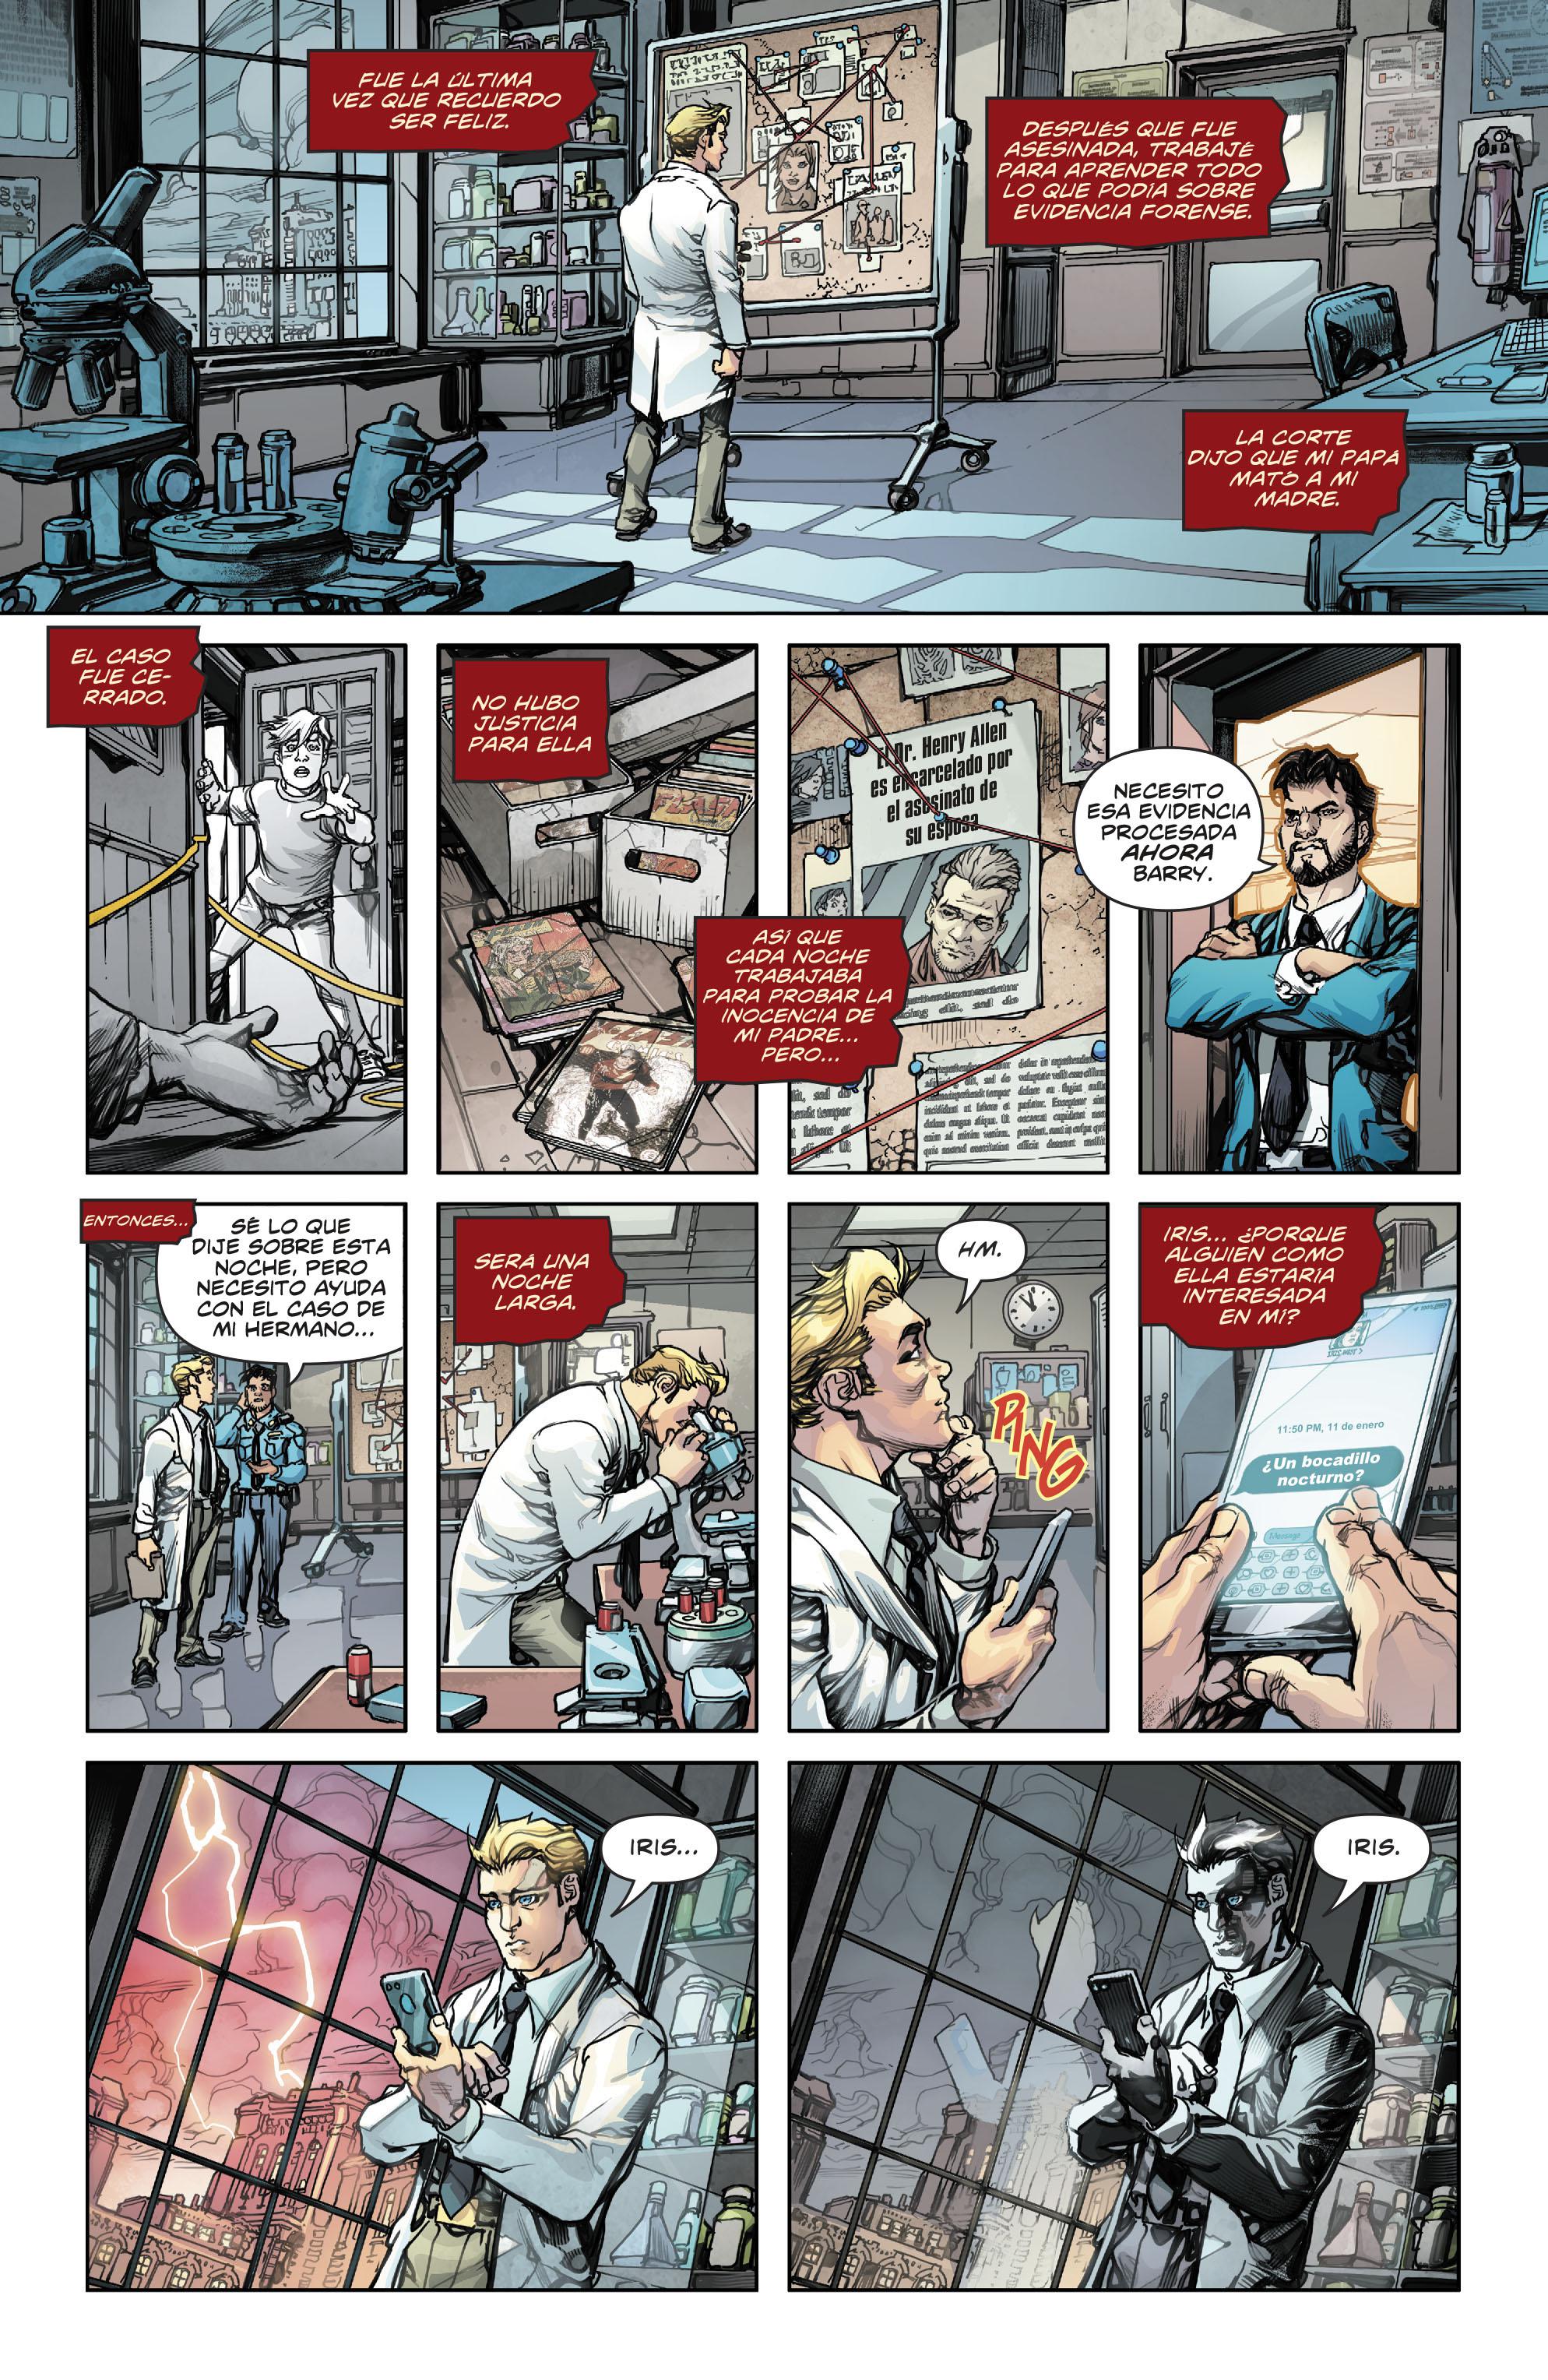 FUE LA ÚLTIMA
VEZ QUE RECUERDO
SER FELIZ.
DESPUÉS QUE FUE
ASESINADA, TRABAJÉ
PARA APRENDER TODO
LO QUE PODÍA SOBRE
EVIDENCIA FORENSE.
LA CORTE
DIJO QUE MI PAPÁ
MATÓ A MI
MADRE.
EL CASO
FUE CE-
RRADO.
NO HUBO
JUSTICIA
PARA ELLA
FLASH
El Dr. Henry Allen
es encarcelado por
el asesinato de
su esposa
ASÍ QUE
CADA NOCHE
TRABAJABA
PARA PROBAR LA
INOCENCIA DE
MI PADRE...
PERO...
NECESITO
ESA EVIDENCIA
PROCESADA
AHORA
BARRY.
ENTONCES...
SÉ LO QUE
DIJE SOBRE ESTA
NOCHE, PERO
NECESITO AYUDA
CON EL CASO DE
MI HERMANO...
SERÁ UNA
NOCHE
LARGA.
HM.
PING
IRIS... ¿PORQUE
ALGUIEN COMO
ELLA ESTARÍA
INTERESADA
EN MÍ?
11:50 PM, 11 de enero
¿Un bocadillo
nocturno?
iMessage
IRIS...
IRIS.